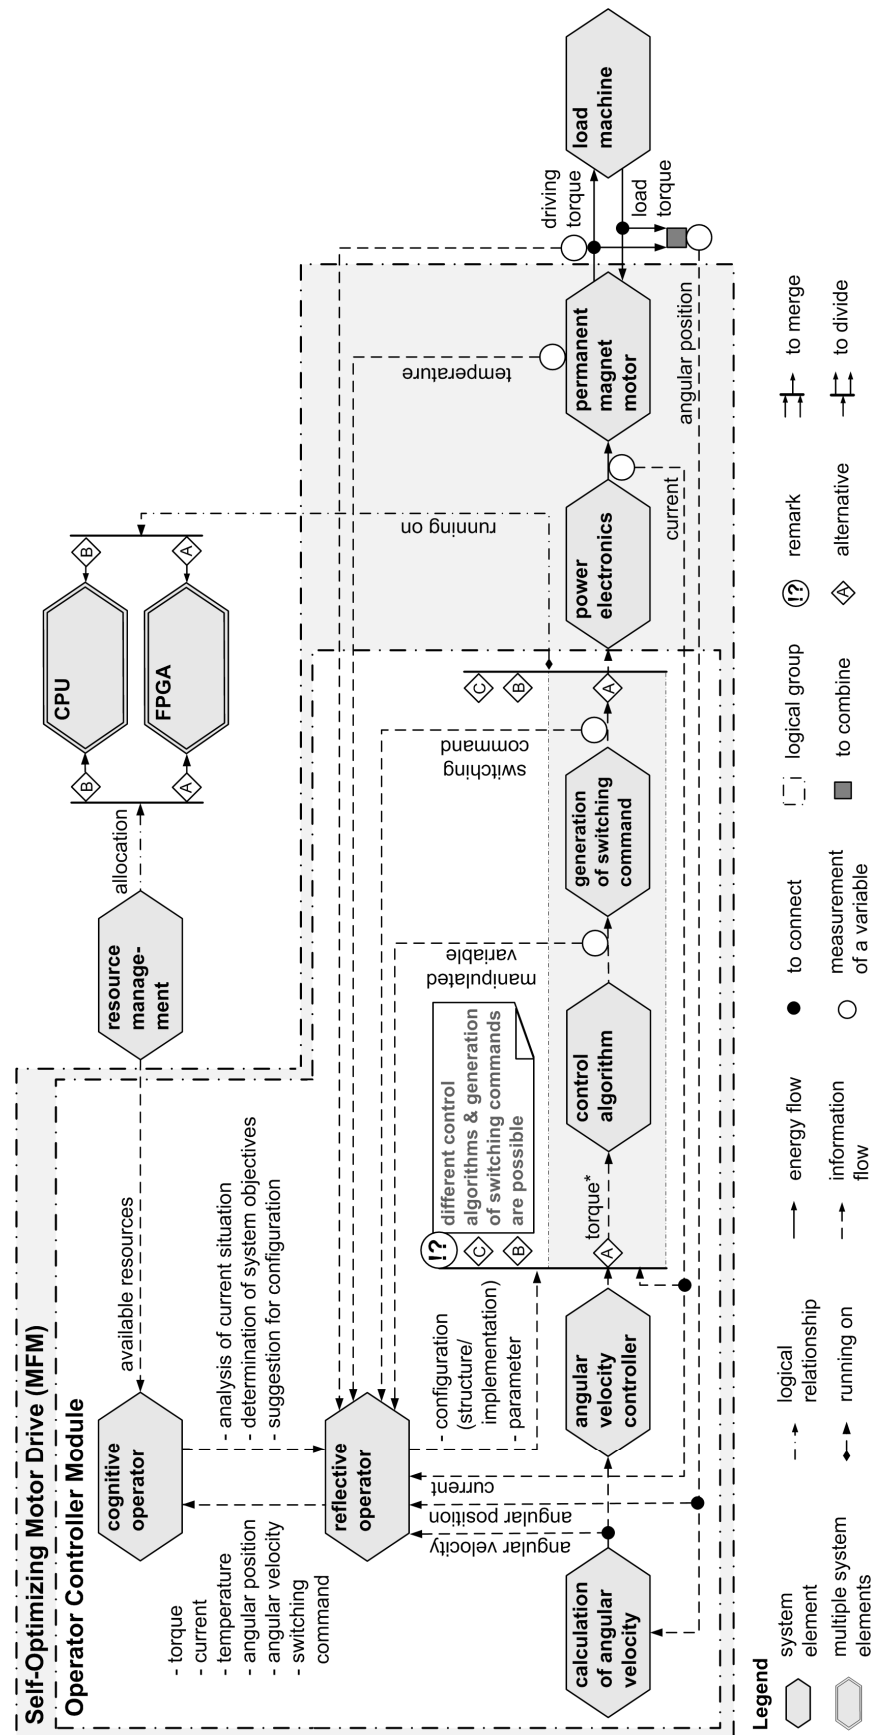 Self-Optimizing Motor Drive (MFM)
Operator Controller Module
cognitive
operator
available resources
resource
manage-
ment
allocation
B
A
CPU
FPGA
B
A
- torque
- current
- temperature
- angular position
- angular velocity
- switching
command
- analysis of current situation
- determination of system objectives
- suggestion for configuration
reflective
operator
- configuration
(structure/
implementation)
- parameter
angular velocity
angular position
current
!?
different control
algorithms & generation
of switching commands
are possible
C
B
A
manipulated
variable
switching
command
C
B
A
running on
temperature
calculation
of angular
velocity
angular
velocity
controller
torque*
control
algorithm
generation
of switching
command
power
electronics
current
permanent
magnet
motor
angular position
driving
torque
load
torque
load
machine
Legend
system
element
logical
relationship
energy flow
to connect
logical group
!?
remark
to merge
multiple system
elements
running on
information
flow
measurement
of a variable
to combine
A
alternative
to divide